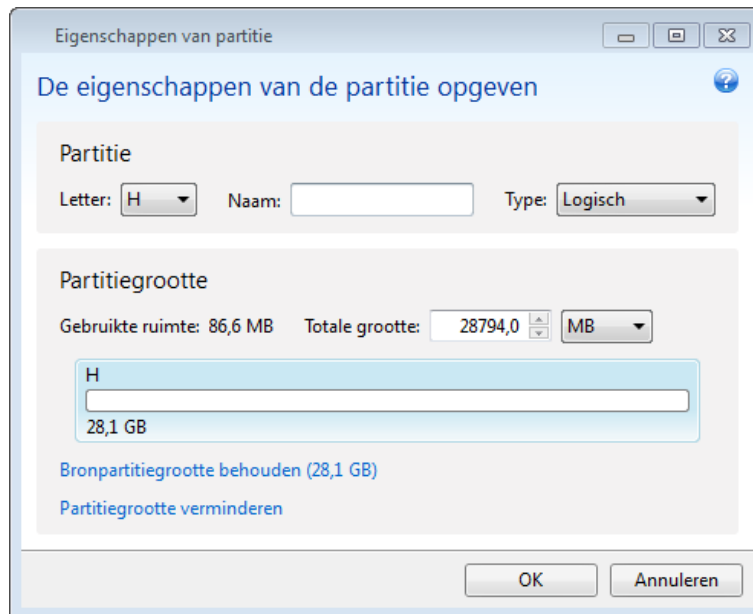 Eigenschappen van partitie
De eigenschappen van de partitie opgeven
Partitie
Letter: H Naam: Type: Logisch
Partitiegrootte
Gebruikte ruimte: 86,6 MB Totale grootte: 28794,0 MB
H
28,1 GB
Bronpartitiegrootte behouden (28,1 GB)
Partitiegrootte verminderen
OK Annuleren